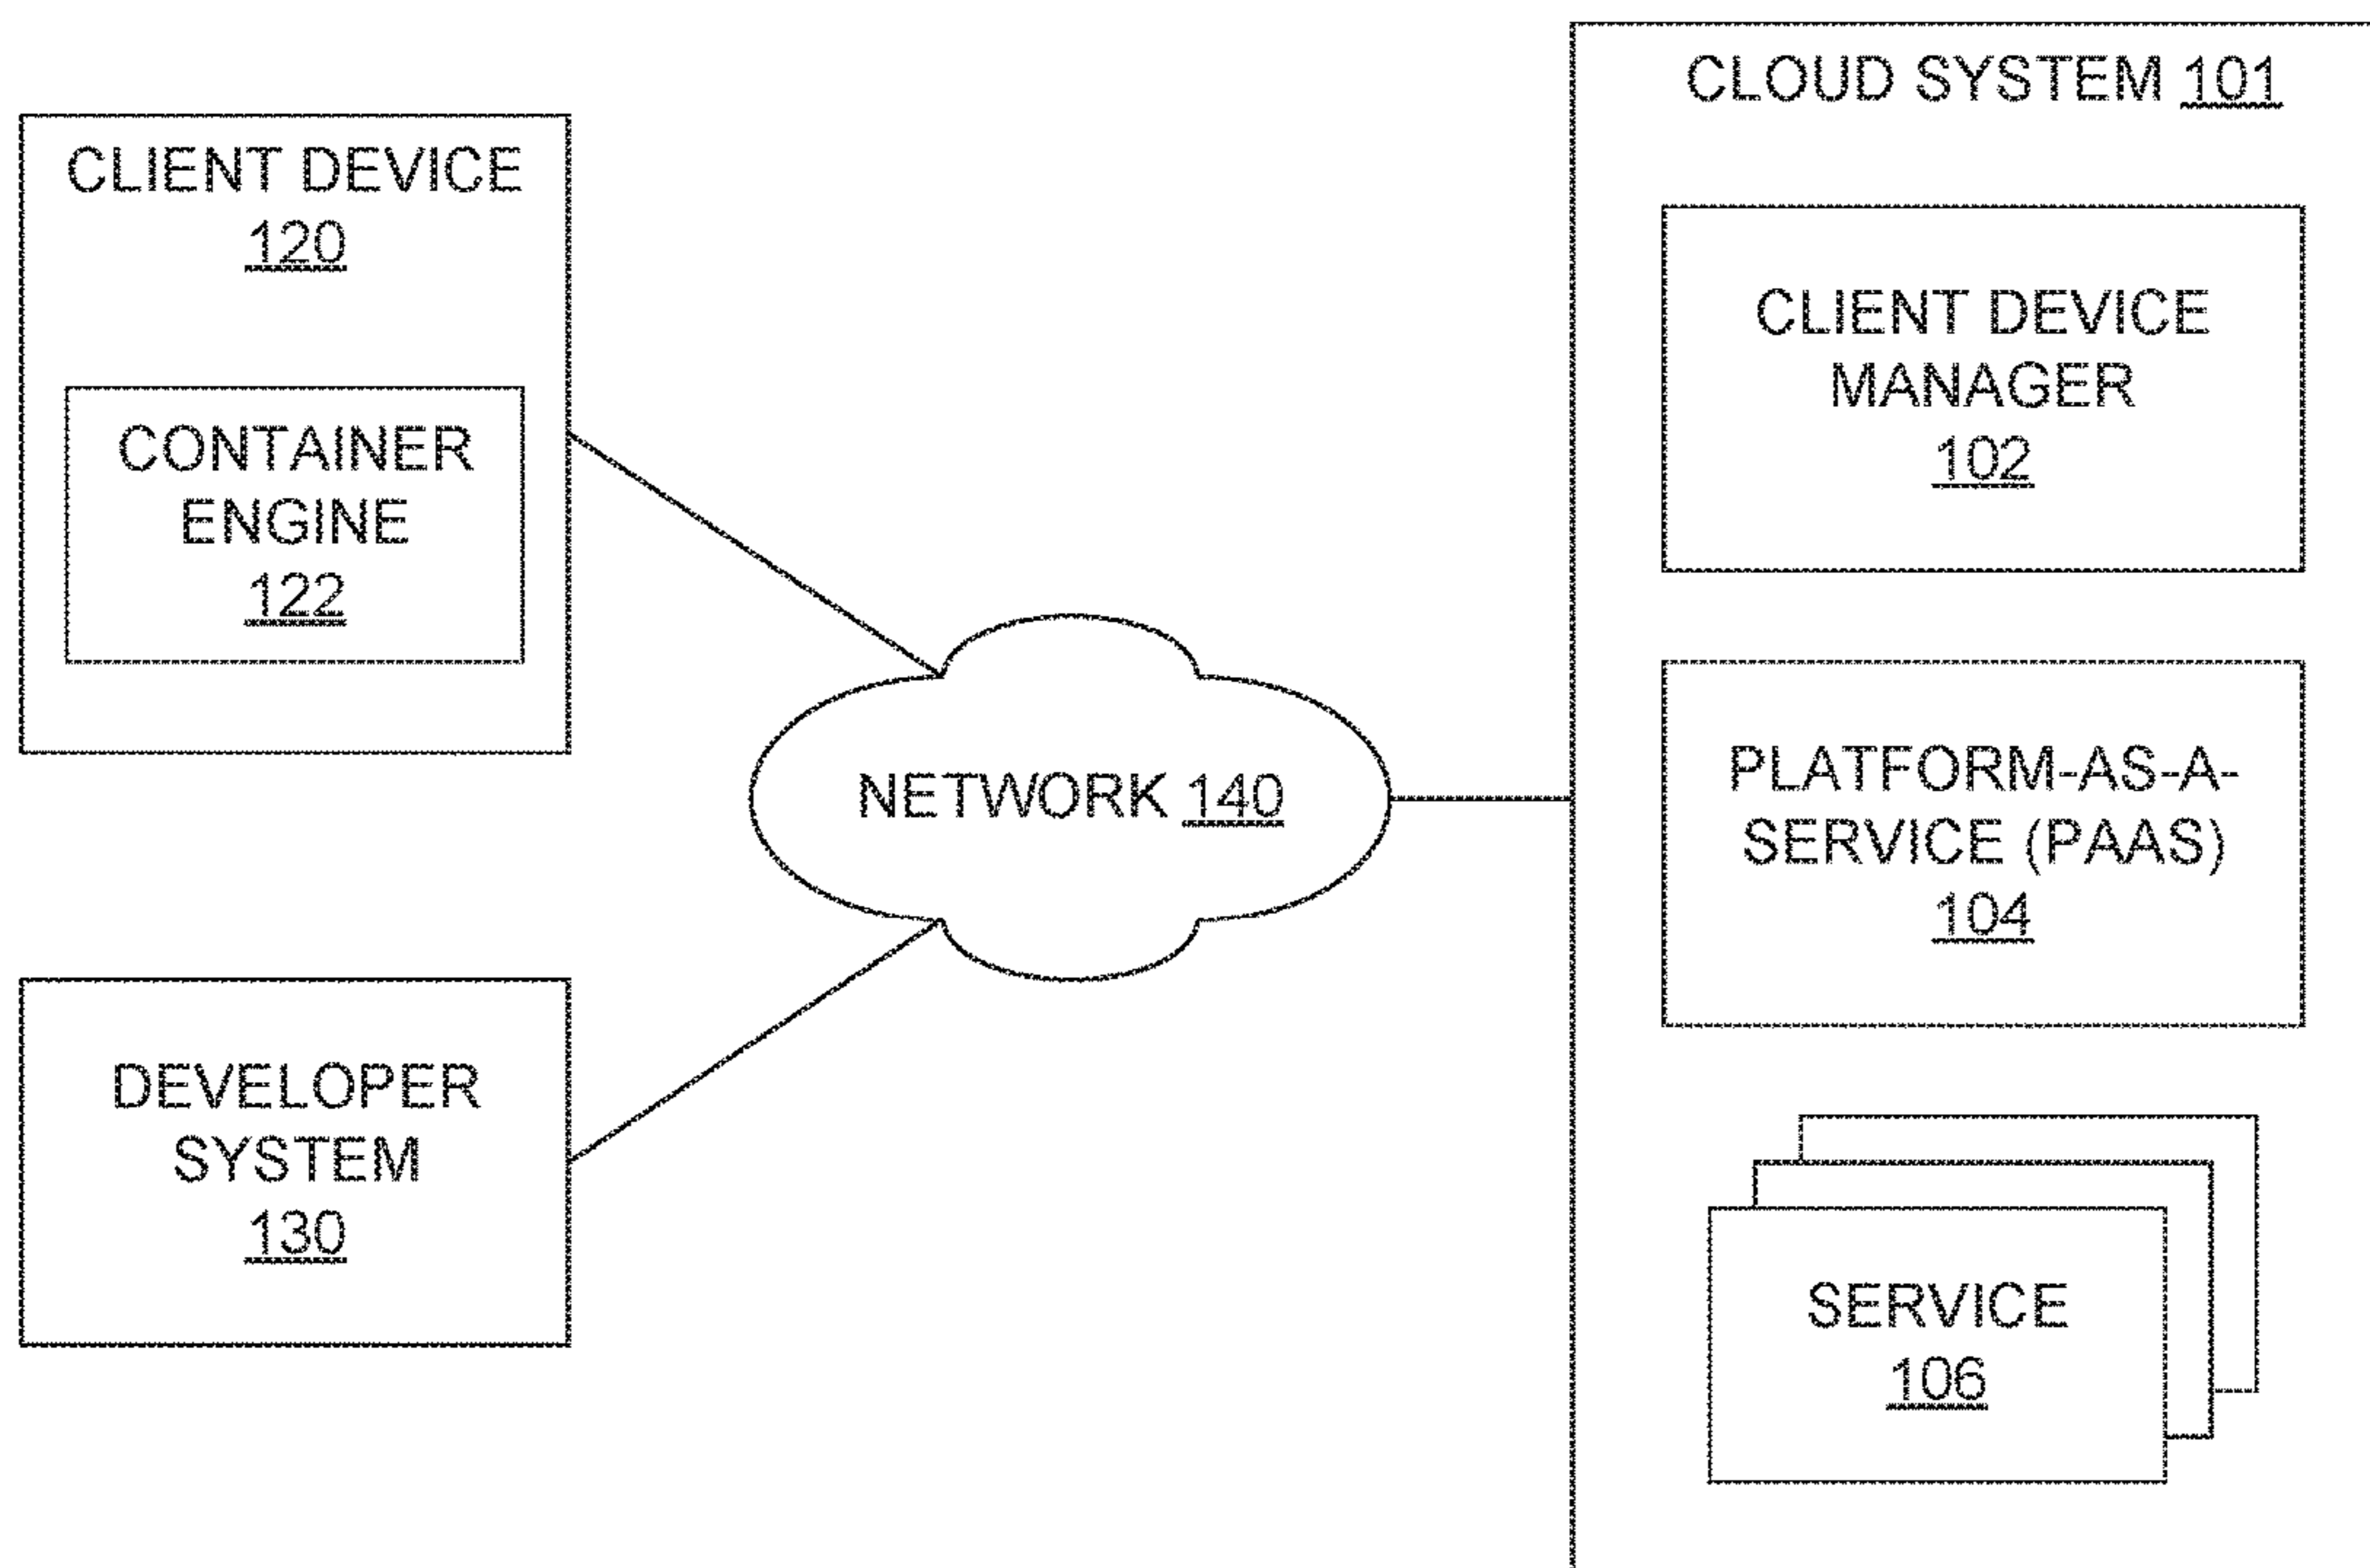 CLIENT DEVICE
120
CONTAINER
ENGINE
122
DEVELOPER
SYSTEM
130
NETWORK 140
CLOUD SYSTEM 101
CLIENT DEVICE
MANAGER
102
PLATFORM-AS-A-
SERVICE (PAAS)
104
SERVICE
106